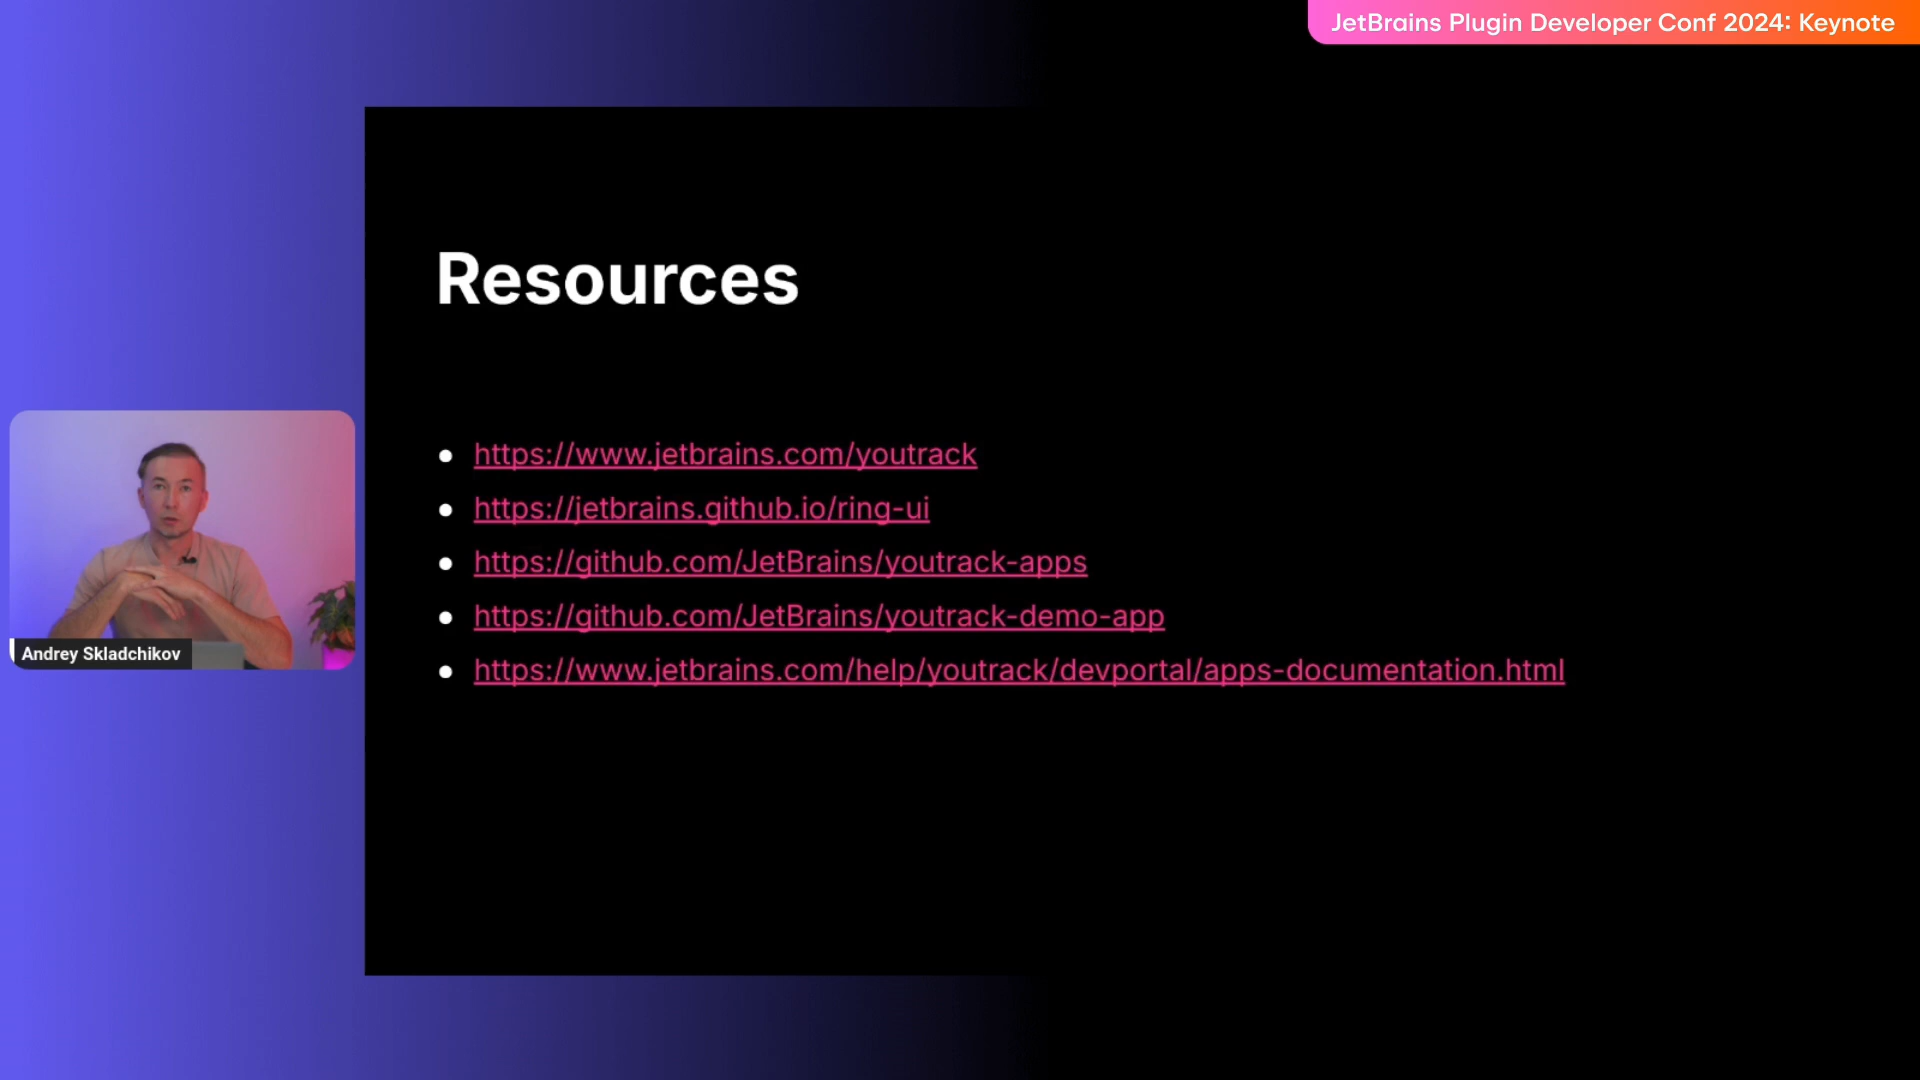 JetBrains Plugin Developer Conf 2024: Keynote
Resources
https://www.jetbrains.com/youtrack
https://jetbrains.github.io/ring-ui
https://github.com/JetBrains/youtrack-apps
https://github.com/JetBrains/youtrack-demo-app
https://www.jetbrains.com/help/youtrack/devportal/apps-documentation.html
Andrey Skladchikov